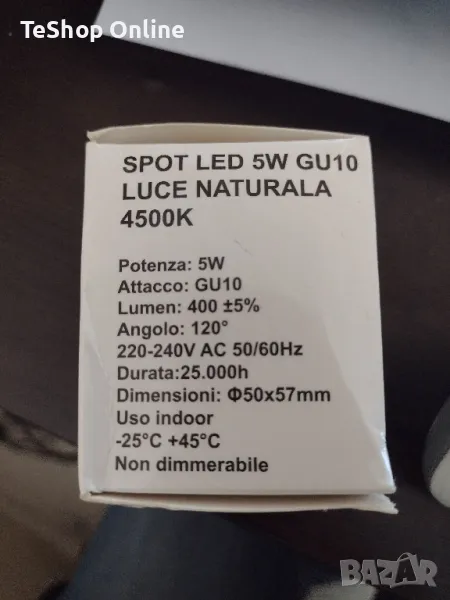 TeShop Online
SPOT LED 5W GU10
LUCE NATURALA
4500K
Potenza: 5W
Attacco: GU10
Lumen: 400 ±5%
Angolo: 120°
220-240V AC 50/60Hz
Durata:25.000h
Dimensioni: Φ50x57mm
Uso indoor
-25°C +45°C
Non dimmerabile
BAZAR